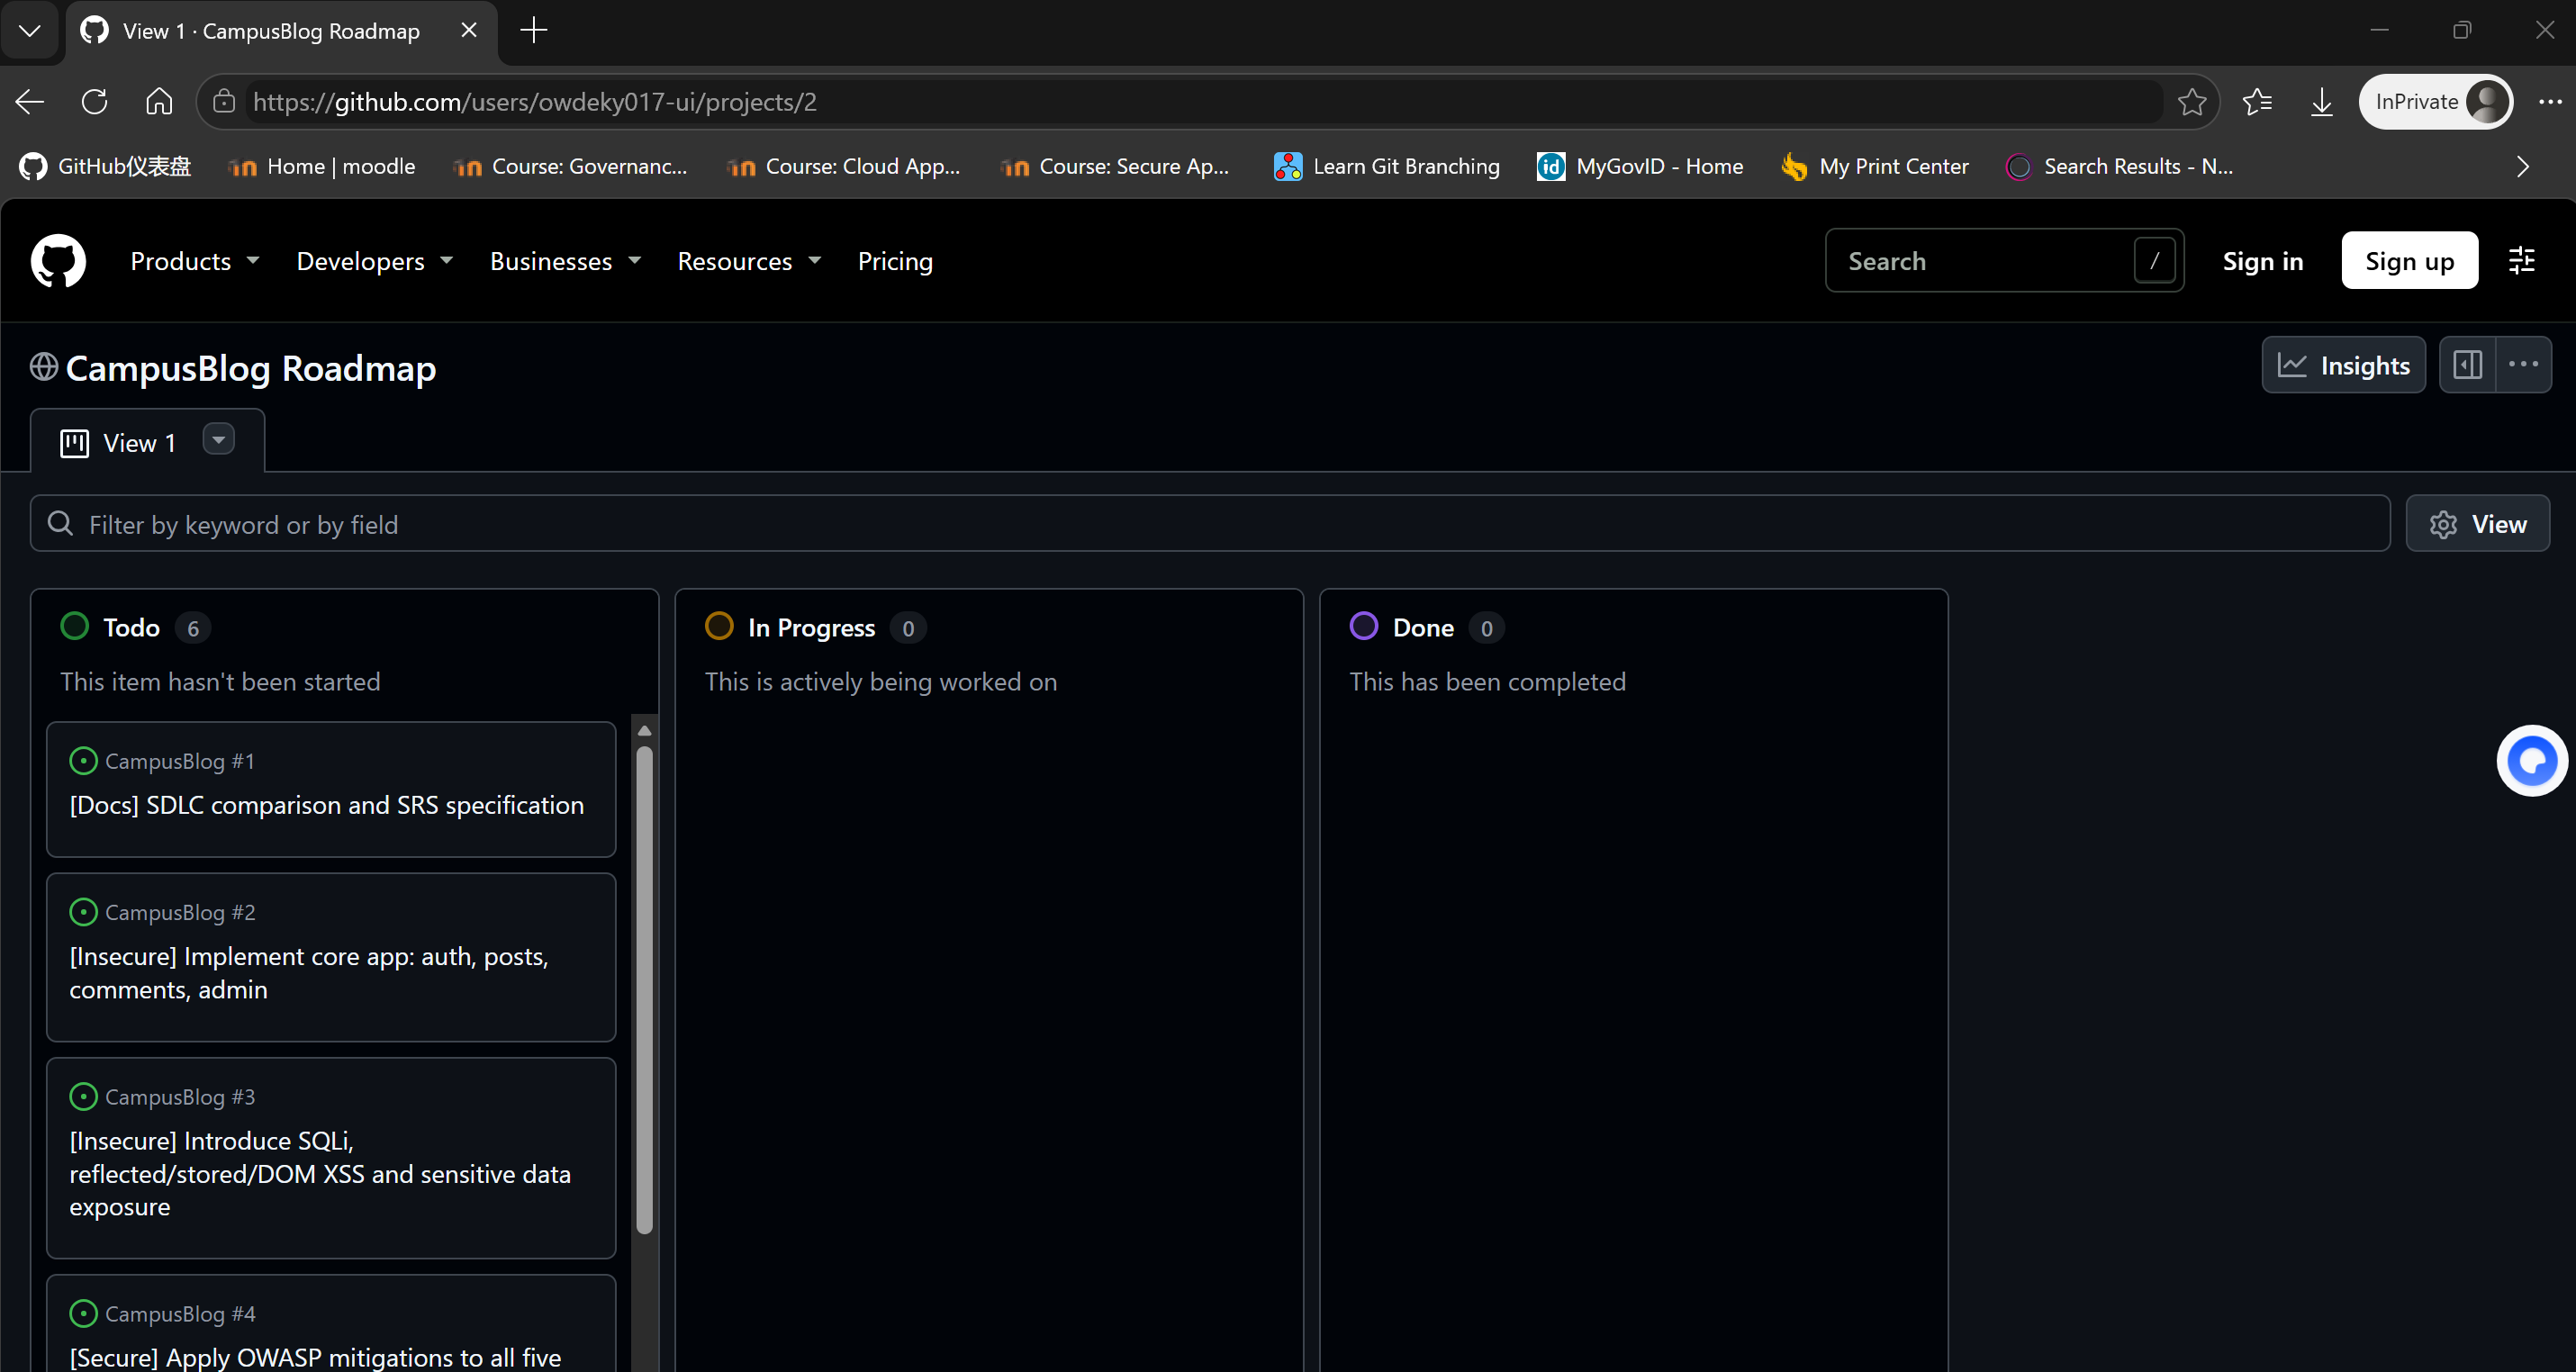 View 1 · CampusBlog Roadmap
https://github.com/users/owdeky017-ui/projects/2
InPrivate
GitHub仪表盘
Home | moodle
Course: Governanc...
Course: Cloud App...
Course: Secure Ap...
Learn Git Branching
MyGovID - Home
My Print Center
Search Results - N...
Products
Developers
Businesses
Resources
Pricing
Search
/
Sign in
Sign up
CampusBlog Roadmap
Insights
View 1
Filter by keyword or by field
View
Todo 6
This item hasn't been started
CampusBlog #1
[Docs] SDLC comparison and SRS specification
CampusBlog #2
[Insecure] Implement core app: auth, posts,
comments, admin
CampusBlog #3
[Insecure] Introduce SQLi,
reflected/stored/DOM XSS and sensitive data
exposure
CampusBlog #4
[Secure] Apply OWASP mitigations to all five
In Progress 0
This is actively being worked on
Done 0
This has been completed